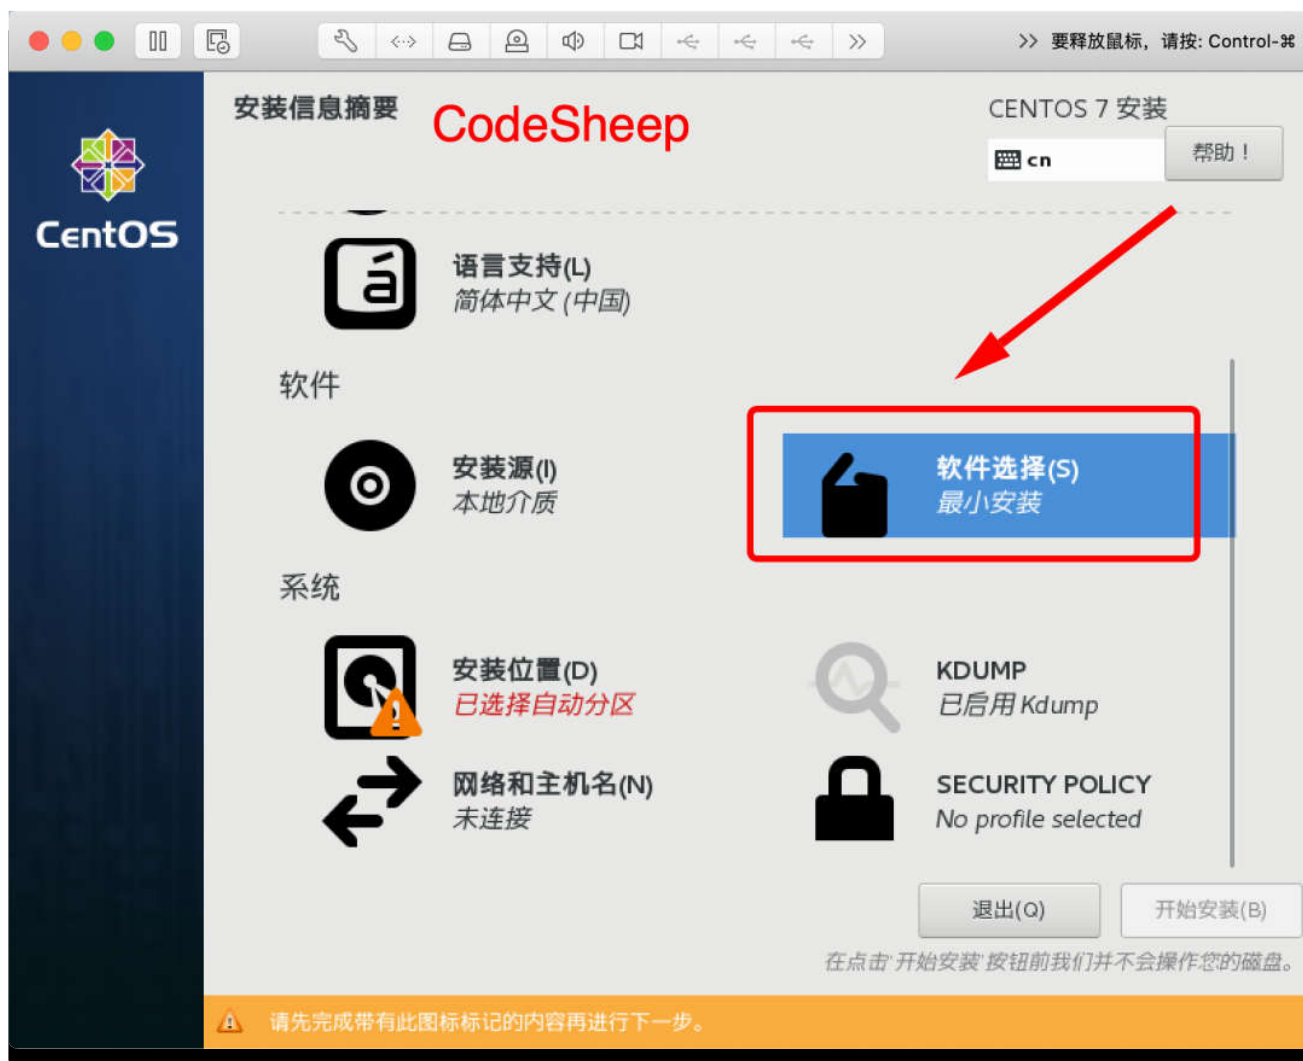 >> 要释放鼠标，请按: Control-⌘
安装信息摘要
CodeSheep
CENTOS 7 安装
cn
帮助！
CentOS
语言支持(L)
简体中文 (中国)
软件
安装源(I)
本地介质
软件选择(S)
最小安装
系统
安装位置(D)
已选择自动分区
KDUMP
已启用 Kdump
网络和主机名(N)
未连接
SECURITY POLICY
No profile selected
退出(Q)
开始安装(B)
在点击'开始安装'按钮前我们并不会操作您的磁盘。
请先完成带有此图标标记的内容再进行下一步。